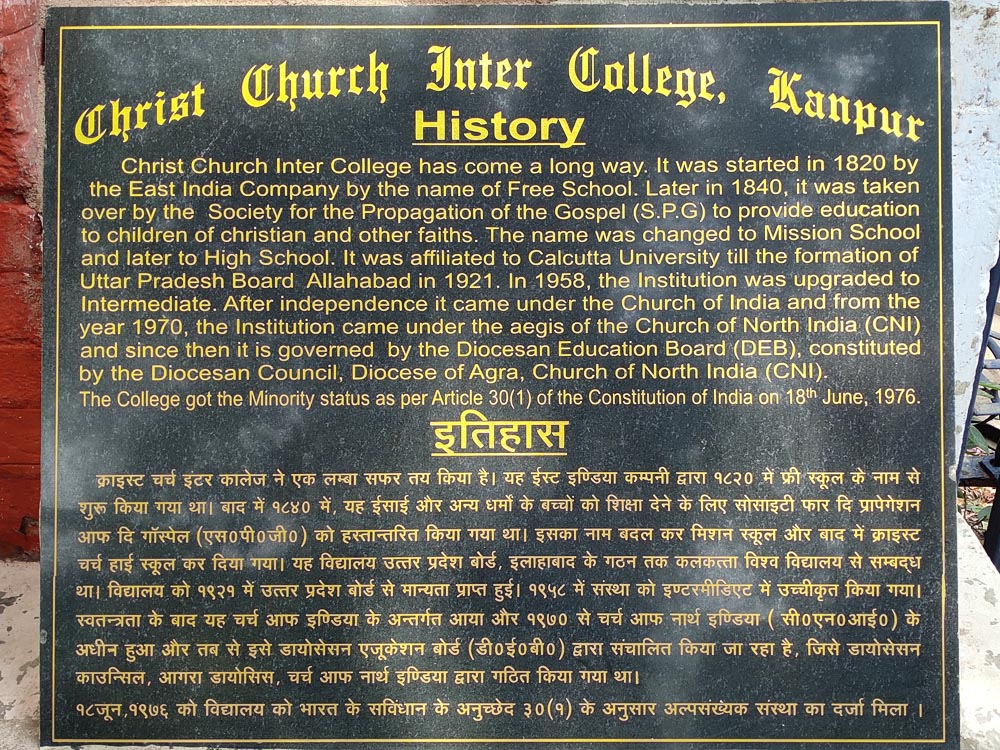 Christ Church Inter College, Kanpur
History
Christ Church Inter College has come a long way. It was started in 1820 by
the East India Company by the name of Free School. Later in 1840, it was taken
over by the Society for the Propagation of the Gospel (S.P.G) to provide education
to children of christian and other faiths. The name was changed to Mission School
and later to High School. It was affiliated to Calcutta University till the formation of
Uttar Pradesh Board Allahabad in 1921. In 1958, the Institution was upgraded to
Intermediate. After independence it came under the Church of India and from the
year 1970, the Institution came under the aegis of the Church of North India (CNI)
and since then it is governed by the Diocesan Education Board (DEB), constituted
by the Diocesan Council, Diocese of Agra, Church of North India (CNI).
The College got the Minority status as per Article 30(1) of the Constitution of India on 18th June, 1976.
इतिहास
क्राइस्ट चर्च इंटर कालेज ने एक लम्बा सफर तय किया है। यह ईस्ट इण्डिया कम्पनी द्वारा १८२० में फ्री स्कूल के नाम से
शुरू किया गया था। बाद में १८४० में, यह ईसाई और अन्य धर्मों के बच्चों को शिक्षा देने के लिए सोसाइटी फार दि प्रापेगेशन
आफ दि गॉस्पेल (एस०पी०जी०) को हस्तान्तरित किया गया था। इसका नाम बदल कर मिशन स्कूल और बाद में क्राइस्ट
चर्च हाई स्कूल कर दिया गया। यह विद्यालय उत्तर प्रदेश बोर्ड, इलाहाबाद के गठन तक कलकत्ता विश्व विद्यालय से सम्बद्ध
था। विद्यालय को १९२१ में उत्तर प्रदेश बोर्ड से मान्यता प्राप्त हुई। १९५८ में संस्था को इण्टरमीडिएट में उच्चीकृत किया गया।
स्वतन्त्रता के बाद यह चर्च आफ इण्डिया के अन्तर्गत आया और १९७० से चर्च आफ नार्थ इण्डिया ( सी०एन०आई०) के
अधीन हुआ और तब से इसे डायोसेसन एजूकेशन बोर्ड (डी०ई०बी०) द्वारा संचालित किया जा रहा है, जिसे डायोसेसन
काउन्सिल, आगरा डायोसिस, चर्च आफ नार्थ इण्डिया द्वारा गठित किया गया था।
१८जून,१९७६ को विद्यालय को भारत के संविधान के अनुच्छेद ३०(१) के अनुसार अल्पसंख्यक संस्था का दर्जा मिला ।